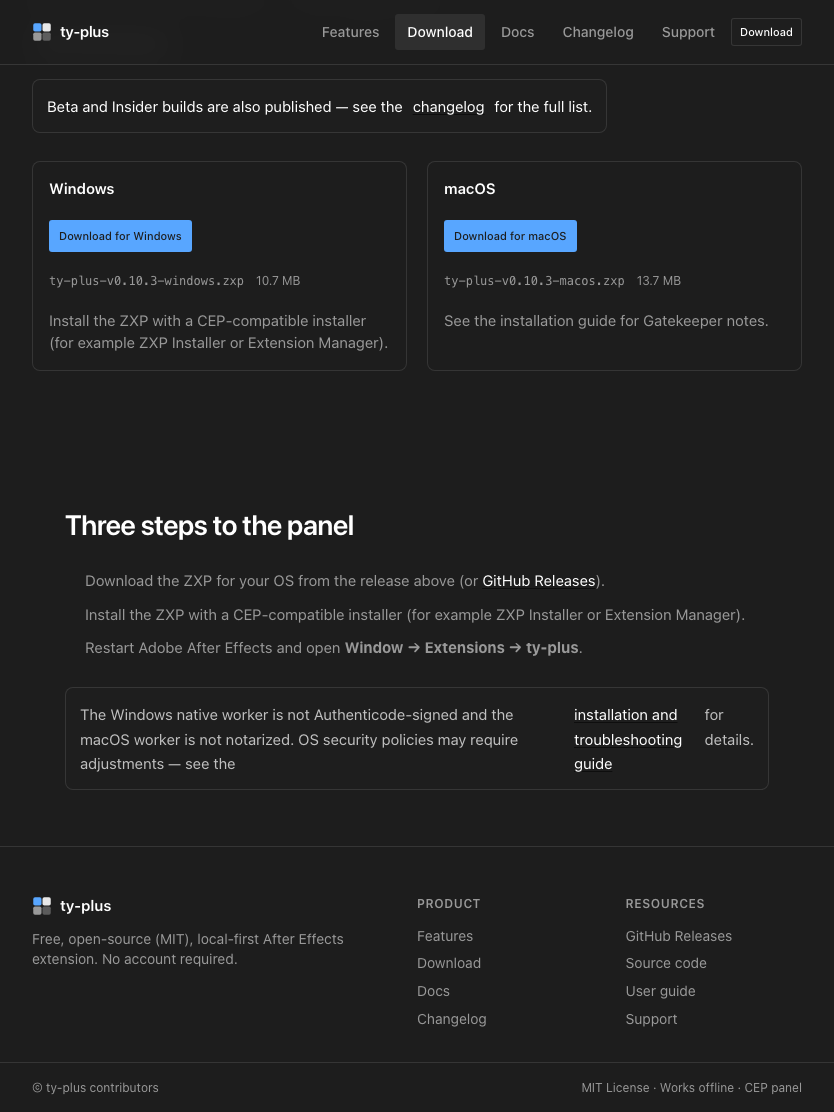 ty-plus
Features Download Docs Changelog Support Download
Beta and Insider builds are also published — see the changelog for the full list.
Windows
Download for Windows
ty-plus-v0.10.3-windows.zxp 10.7 MB
Install the ZXP with a CEP-compatible installer
(for example ZXP Installer or Extension Manager).
macOS
Download for macOS
ty-plus-v0.10.3-macos.zxp 13.7 MB
See the installation guide for Gatekeeper notes.
Three steps to the panel
Download the ZXP for your OS from the release above (or GitHub Releases).
Install the ZXP with a CEP-compatible installer (for example ZXP Installer or Extension Manager).
Restart Adobe After Effects and open Window → Extensions → ty-plus.
The Windows native worker is not Authenticode-signed and the
macOS worker is not notarized. OS security policies may require
adjustments — see the
installation and
troubleshooting
guide
for
details.
ty-plus
Free, open-source (MIT), local-first After Effects
extension. No account required.
PRODUCT
Features
Download
Docs
Changelog
RESOURCES
GitHub Releases
Source code
User guide
Support
© ty-plus contributors
MIT License · Works offline · CEP panel